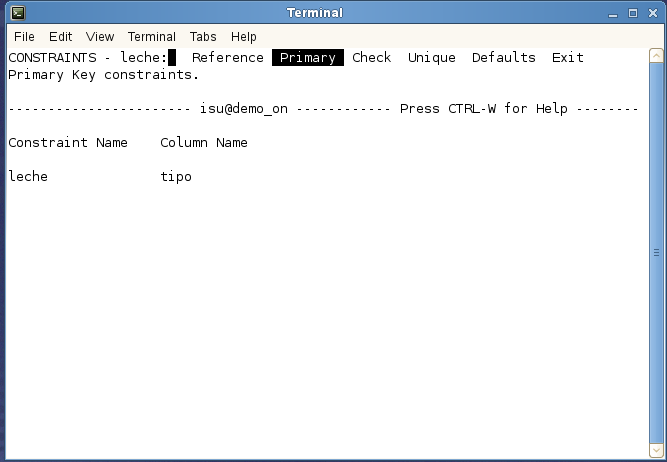 Terminal
File Edit View Terminal Tabs Help
CONSTRAINTS - leche: Reference Primary Check Unique Defaults Exit
Primary Key constraints.
----------------------- isu@demo_on ------------ Press CTRL-W for Help --------
Constraint Name Column Name
leche tipo